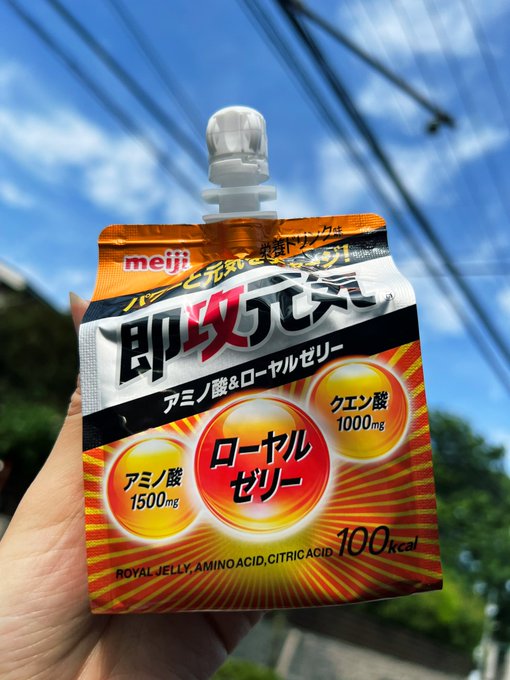 meiji
栄養ドリンク味
パッーと元気をチャージ!
即攻元気
アミノ酸&ローヤルゼリー
クエン酸
1000mg
ローヤル
ゼリー
アミノ酸
1500mg
ROYAL JELLY, AMINO ACID, CITRIC ACID
100kcal